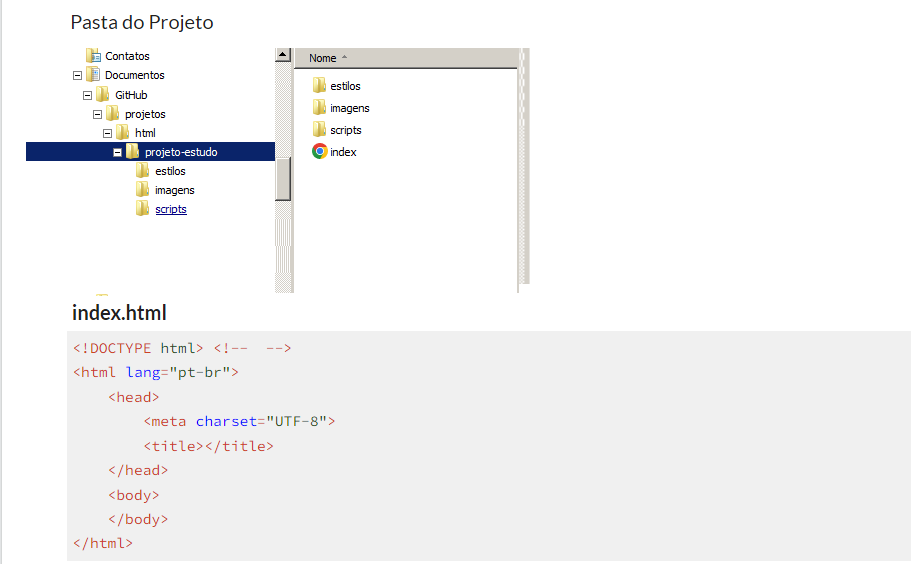 Pasta do Projeto
Contatos
Documentos
GitHub
projetos
html
projeto-estudo
estilos
imagens
scripts
Nome
estilos
imagens
scripts
index
index.html
<!DOCTYPE html> <!--  -->
<html lang="pt-br">
    <head>
        <meta charset="UTF-8">
        <title></title>
    </head>
    <body>
    </body>
</html>